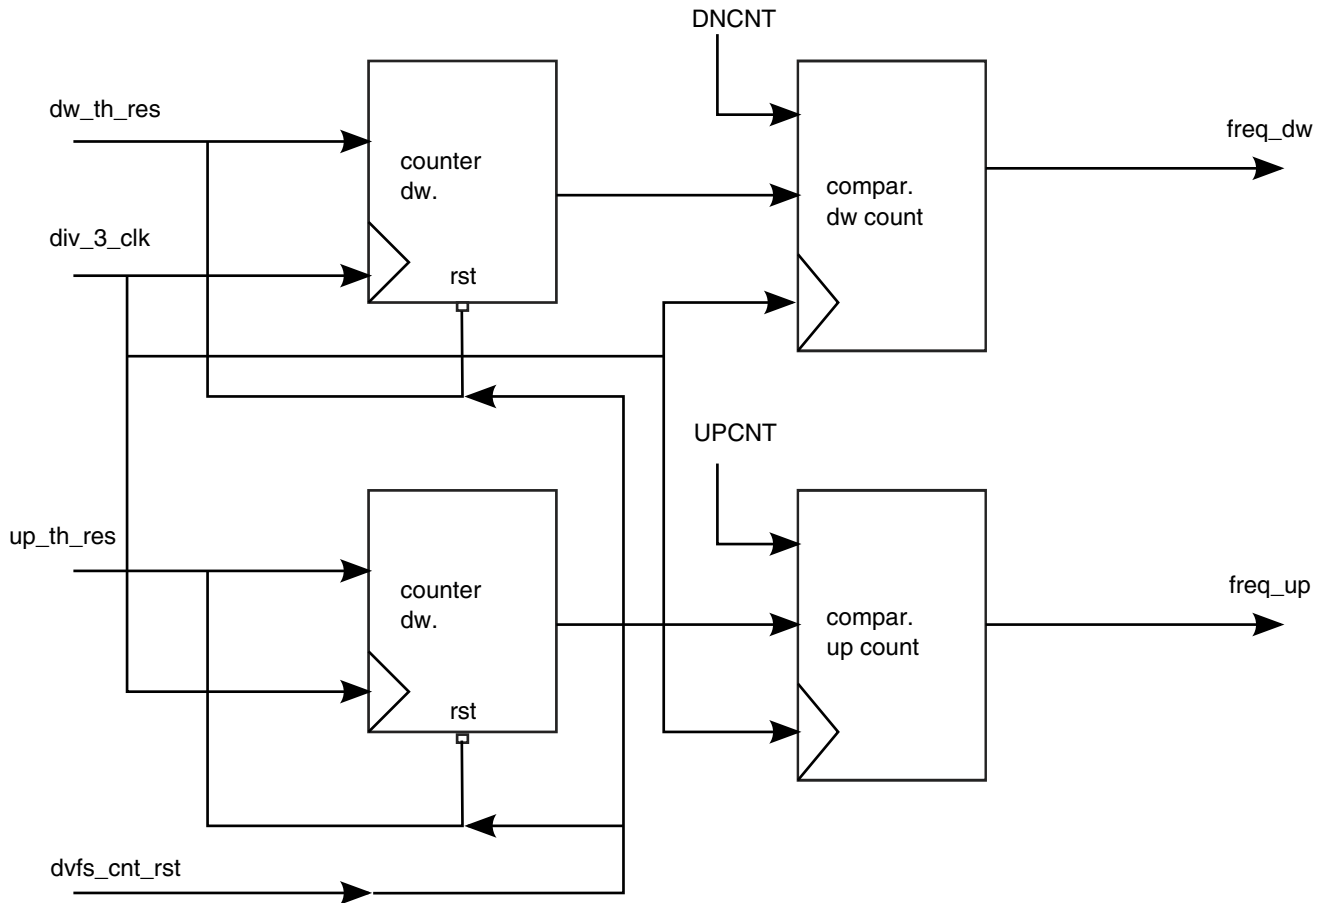 DNCNT
dw_th_res
freq_dw
counter
dw.
compar.
dw count
div_3_clk
rst
UPCNT
up_th_res
freq_up
counter
dw.
compar.
up count
rst
dvfs_cnt_rst